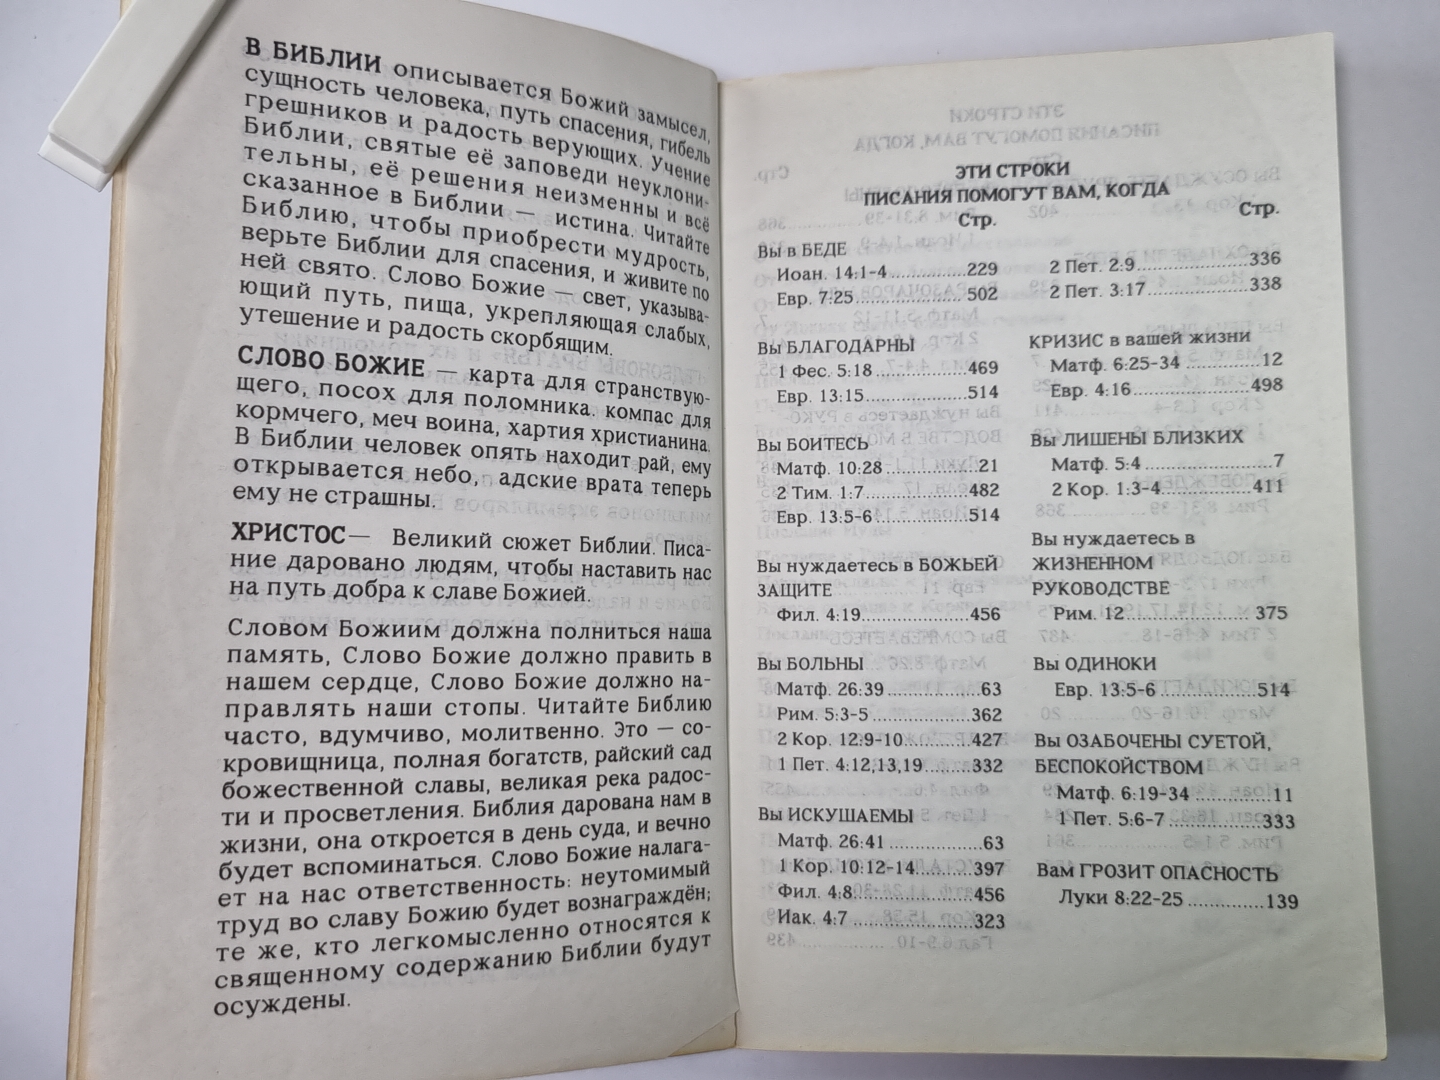 В БИБЛИИ описывается Божий замысел,
сущность человека, путь спасения, гибель
грешников и радость верующих. Учение
Библии, святые её заповеди неуклони-
тельны, её решения неизменны и всё
сказанное в Библии — истина. Читайте
Библию, чтобы приобрести мудрость,
верьте Библии для спасения, и живите по
ней свято. Слово Божие — свет, указыва-
ющий путь, пища, укрепляющая слабых,
утешение и радость скорбящим.
СЛОВО БОЖИЕ — карта для странствую-
щего, посох для поломника. компас для
кормчего, меч воина, хартия христианина.
В Библии человек опять находит рай, ему
открывается небо, адские врата теперь
ему не страшны.
ХРИСТОС— Великий сюжет Библии. Писа-
ние даровано людям, чтобы наставить нас
на путь добра к славе Божией.
Словом Божиим должна полниться наша
память, Слово Божие должно править в
нашем сердце, Слово Божие должно на-
правлять наши стопы. Читайте Библию
часто, вдумчиво, молитвенно. Это — со-
кровищница, полная богатств, райский сад
божественной славы, великая река радос-
ти и просветления. Библия дарована нам в
жизни, она откроется в день суда, и вечно
будет вспоминаться. Слово Божие налага-
ет на нас ответственность: неутомимый
труд во славу Божию будет вознаграждён;
те же, кто легкомысленно относятся к
священному содержанию Библии будут
осуждены.
ЭТИ СТРОКИ
ПИСАНИЯ ПОМОГУТ ВАМ, КОГДА
Стр.
Вы в БЕДЕ
Иоан. 14:1-4..............229
Евр. 7:25...................502
Вы БЛАГОДАРНЫ
1 Фес. 5:18................469
Евр. 13:15..................514
Вы БОИТЕСЬ
Матф. 10:28................21
2 Тим. 1:7..................482
Евр. 13:5-6................514
Вы нуждаетесь в БОЖЬЕЙ
ЗАЩИТЕ
Фил. 4:19...................456
Вы БОЛЬНЫ
Матф. 26:39................63
Рим. 5:3-5..................362
2 Кор. 12:9-10............427
1 Пет. 4:12,13,19.........332
Вы ИСКУШАЕМЫ
Матф. 26:41................63
1 Кор. 10:12-14...........397
Фил. 4:8....................456
Иак. 4:7....................323
Стр.
2 Пет. 2:9..................336
2 Пет. 3:17.................338
КРИЗИС в вашей жизни
Матф. 6:25-34..............12
Евр. 4:16...................498
Вы ЛИШЕНЫ БЛИЗКИХ
Матф. 5:4....................7
2 Кор. 1:3-4...............411
Вы нуждаетесь в
ЖИЗНЕННОМ
РУКОВОДСТВЕ
Рим. 12.....................375
Вы ОДИНОКИ
Евр. 13:5-6.................514
Вы ОЗАБОЧЕНЫ СУЕТОЙ,
БЕСПОКОЙСТВОМ
Матф. 6:19-34..............11
1 Пет. 5:6-7................333
Вам ГРОЗИТ ОПАСНОСТЬ
Луки 8:22-25...............139